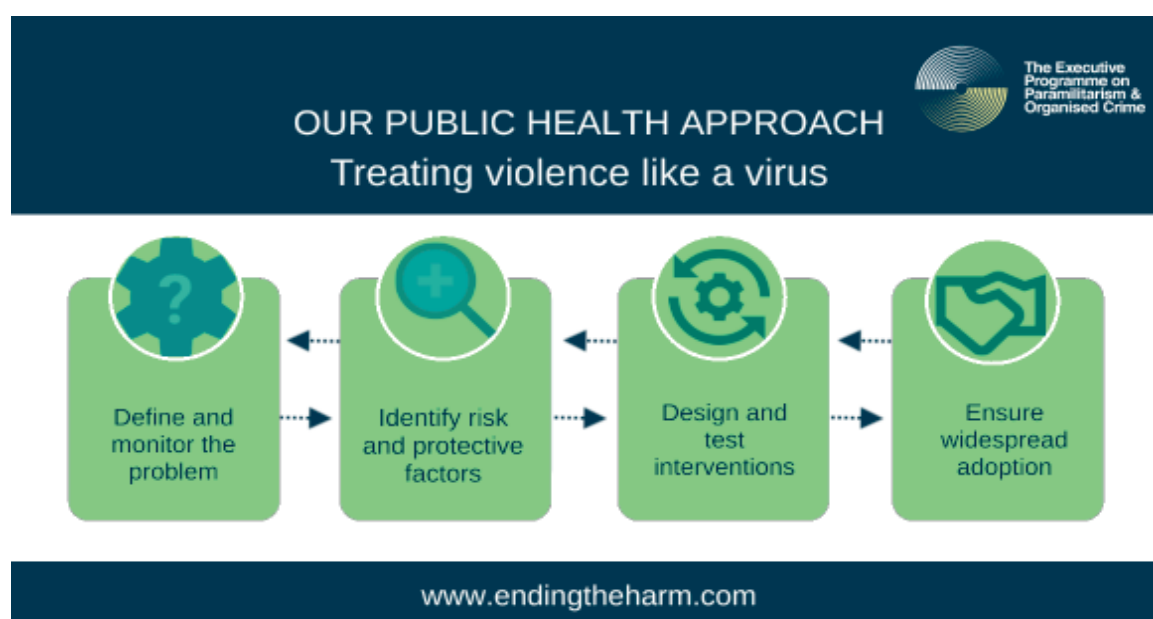 The Executive
Programme on
Paramilitarism &
Organised Crime
OUR PUBLIC HEALTH APPROACH
Treating violence like a virus
?
Define and
monitor the
problem
Identify risk
and protective
factors
Design and
test
interventions
Ensure
widespread
adoption
www.endingtheharm.com